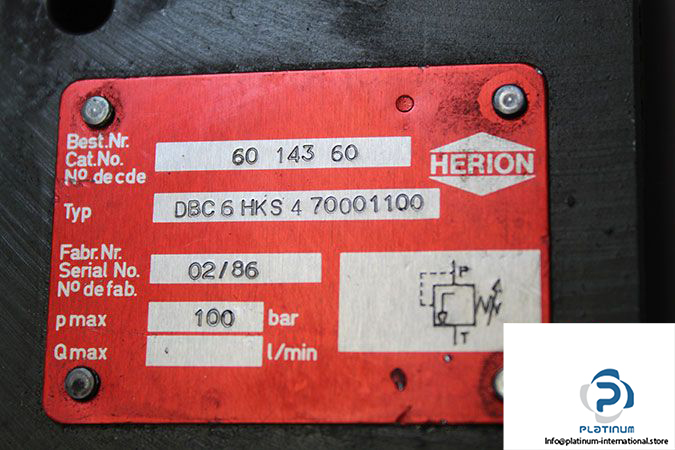 Best.Nr.
Cat.No.
Nº de cde
60 143 60
HERION
Typ
DBC 6 HKS 4 70001100
Fabr.Nr.
Serial No.
Nº de fab.
02/86
p max
100
bar
Q max
l/min
P
T
PLATINUM
Info@platinum-international.store